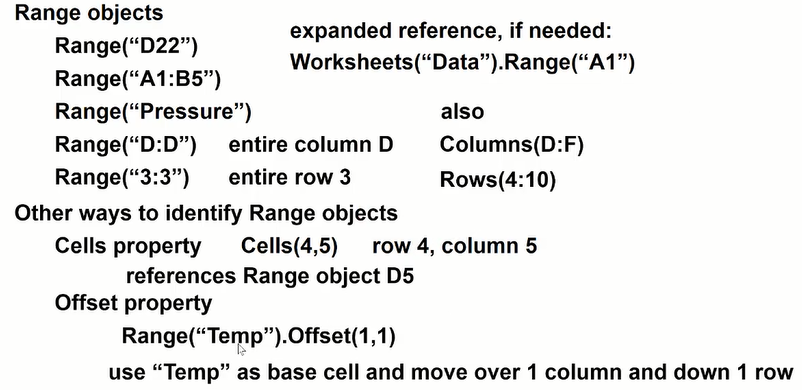 Range objects
Range(“D22”)
Range(“A1:B5”)
Range(“Pressure”)
Range(“D:D”) entire column D
Range(“3:3”) entire row 3
expanded reference, if needed:
Worksheets(“Data”).Range(“A1”)
also
Columns(D:F)
Rows(4:10)
Other ways to identify Range objects
Cells property Cells(4,5) row 4, column 5
references Range object D5
Offset property
Range(“Temp”).Offset(1,1)
use “Temp” as base cell and move over 1 column and down 1 row